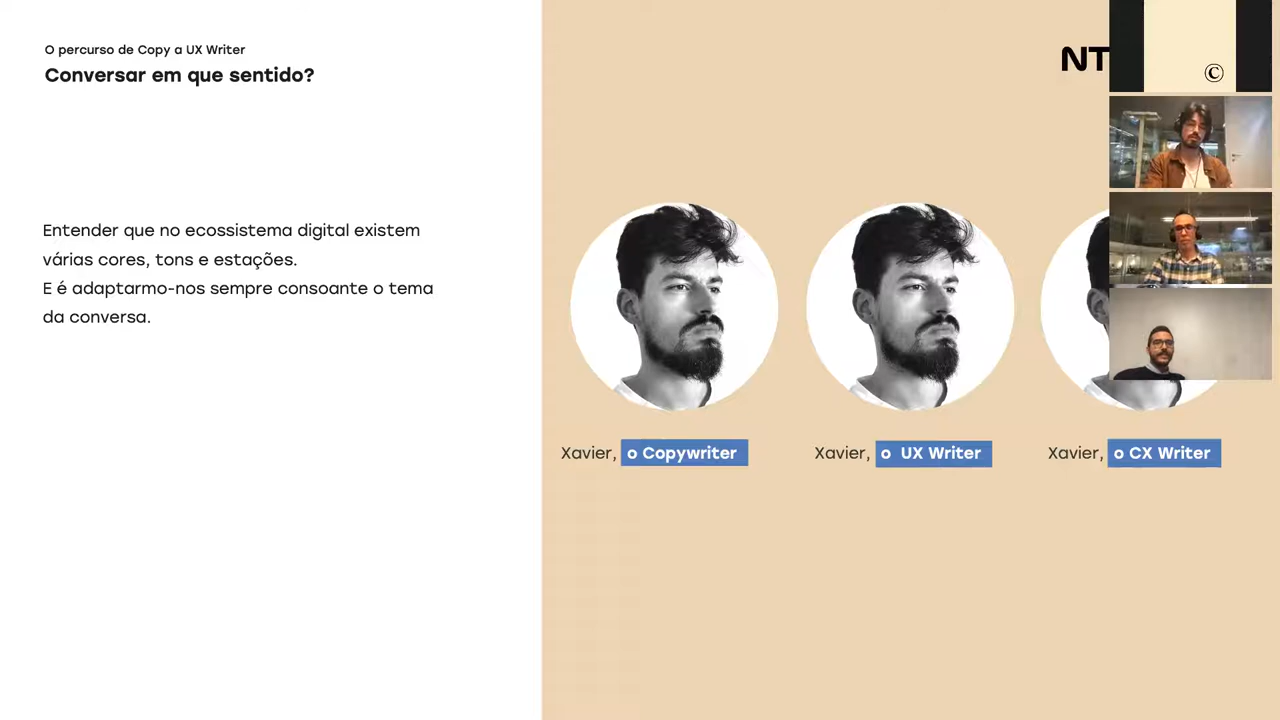 O percurso de Copy a UX Writer
Conversar em que sentido?
Entender que no ecossistema digital existem
várias cores, tons e estações.
E é adaptarmo-nos sempre consoante o tema
da conversa.
NT
©
Xavier, o Copywriter
Xavier, o UX Writer
Xavier, o CX Writer